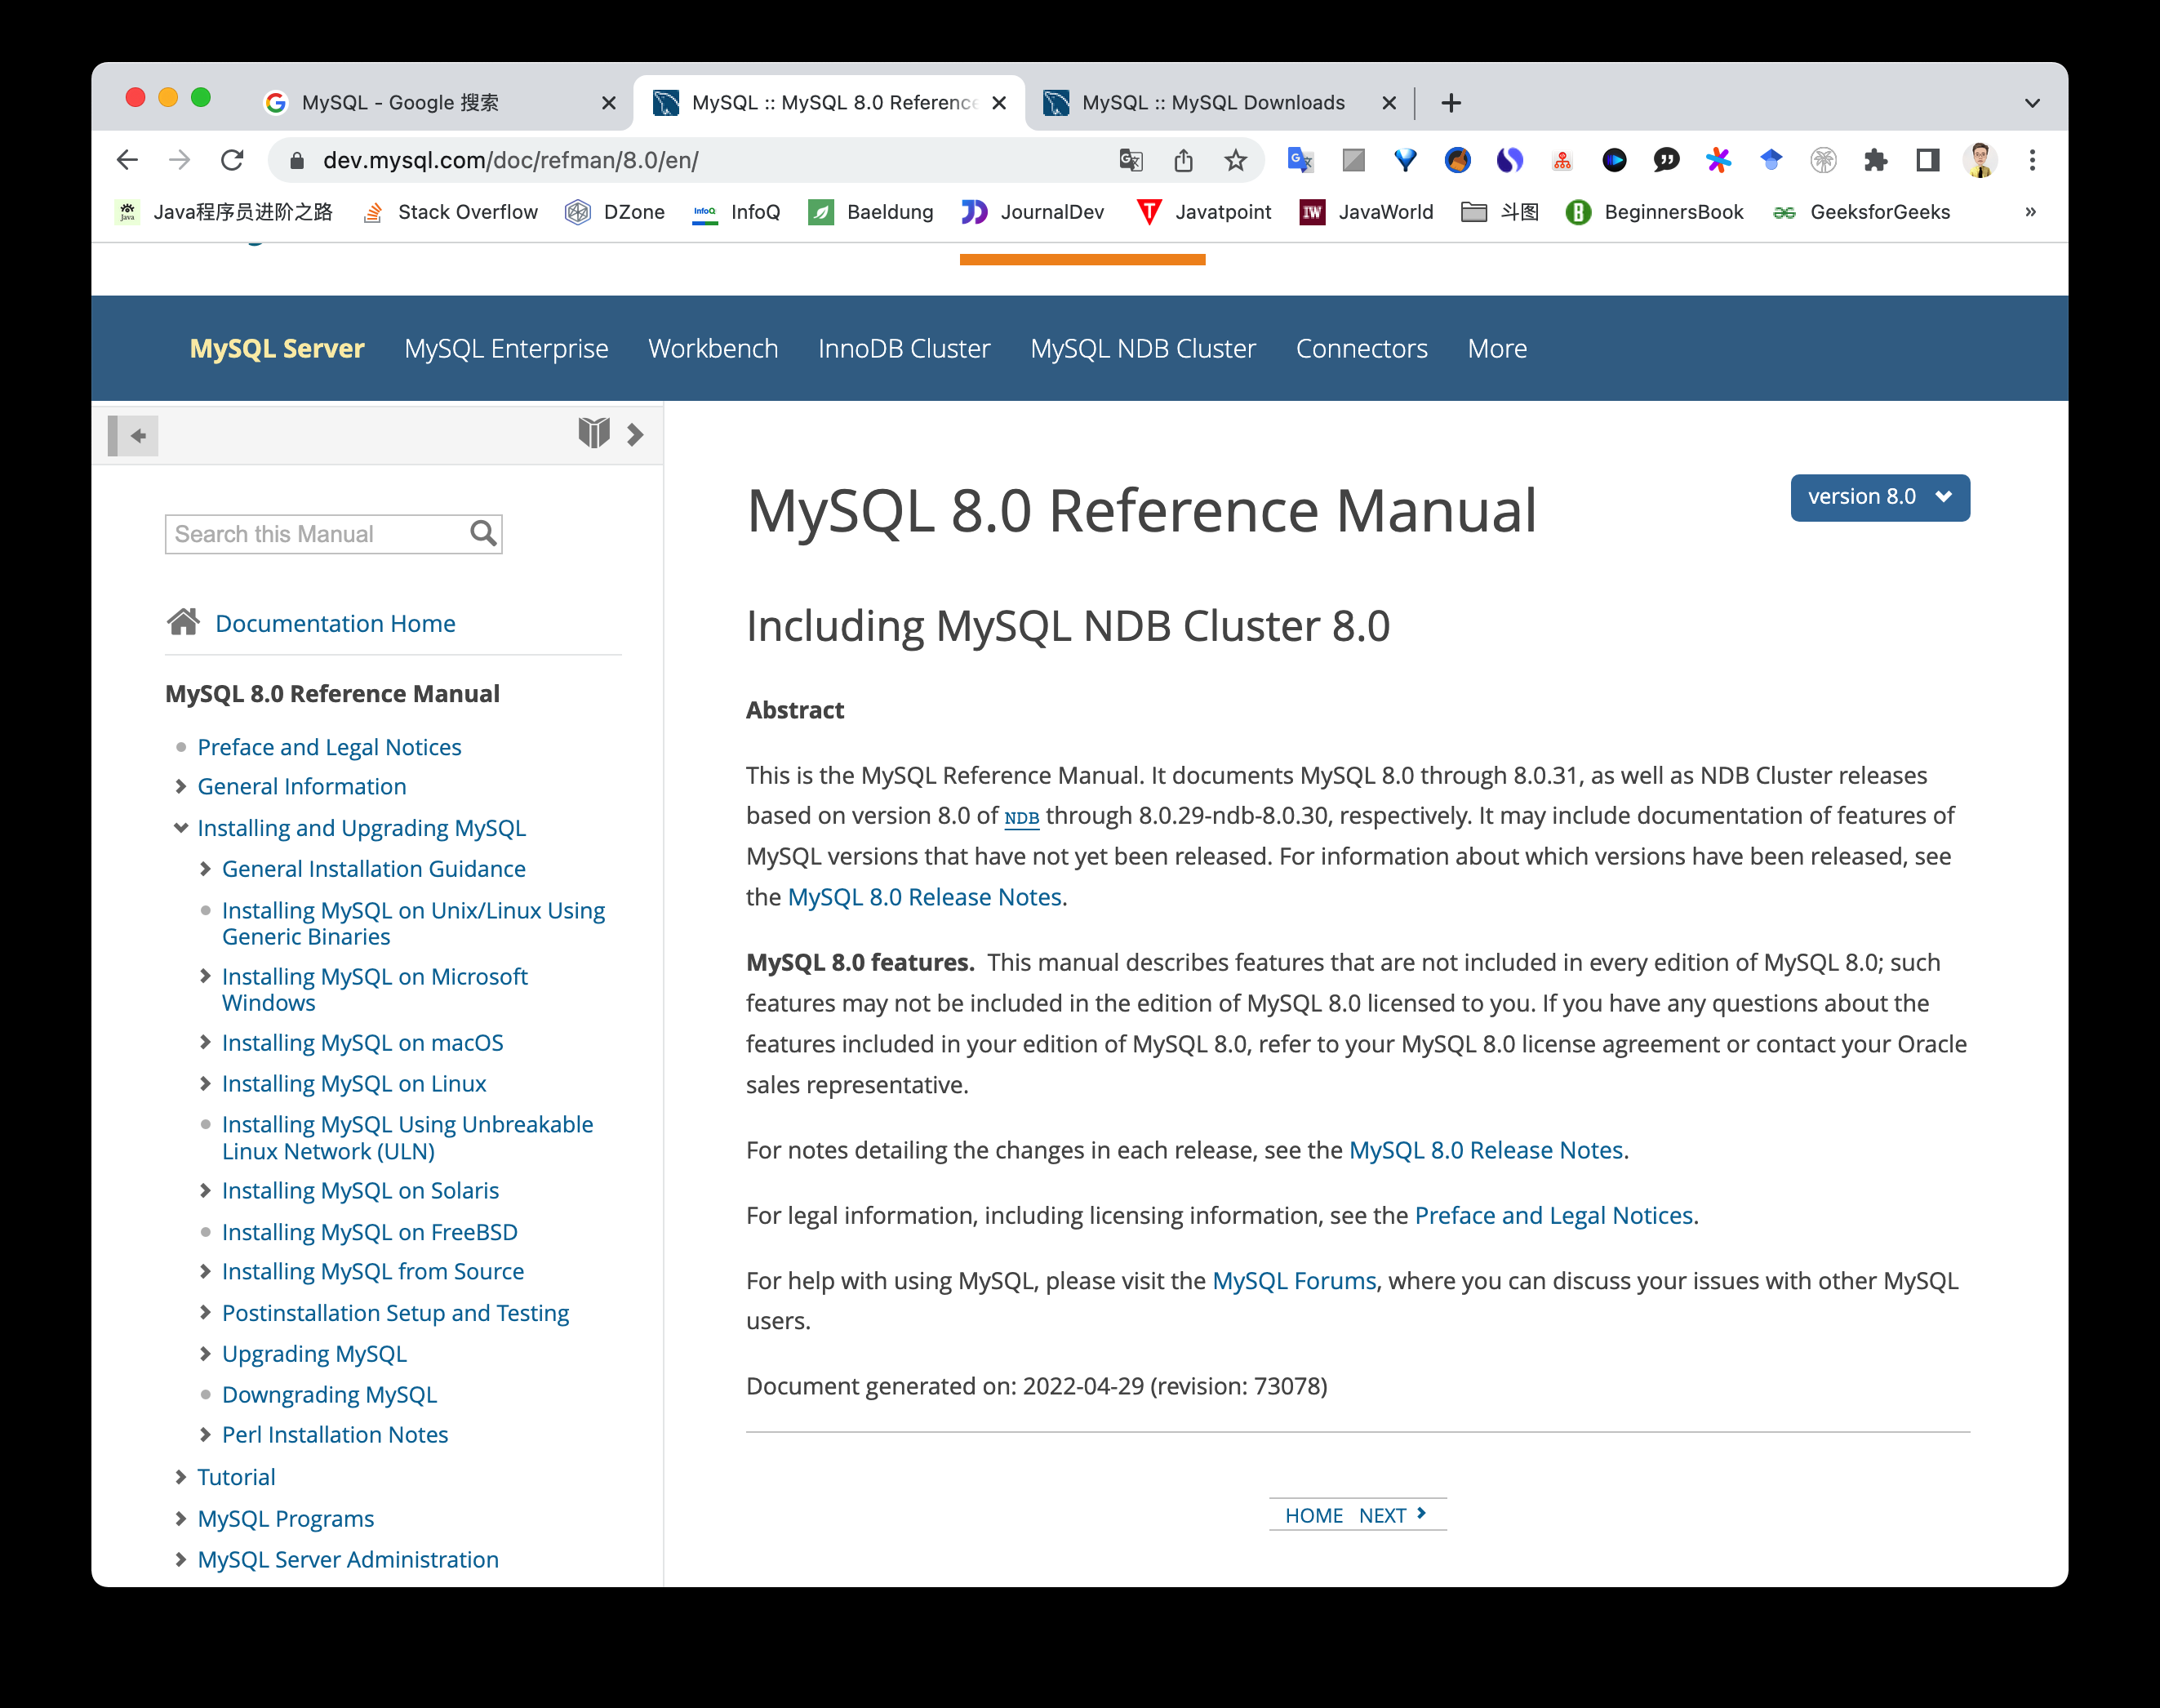 MySQL - Google 搜索
MySQL :: MySQL 8.0 Reference
MySQL :: MySQL Downloads
dev.mysql.com/doc/refman/8.0/en/
Java程序员进阶之路
Stack Overflow
DZone
InfoQ
InfoQ
Baeldung
JournalDev
Javatpoint
IW
JavaWorld
斗图
BeginnersBook
GeeksforGeeks
MySQL Server
MySQL Enterprise
Workbench
InnoDB Cluster
MySQL NDB Cluster
Connectors
More
Search this Manual
Documentation Home
MySQL 8.0 Reference Manual
Preface and Legal Notices
General Information
Installing and Upgrading MySQL
General Installation Guidance
Installing MySQL on Unix/Linux Using
Generic Binaries
Installing MySQL on Microsoft
Windows
Installing MySQL on macOS
Installing MySQL on Linux
Installing MySQL Using Unbreakable
Linux Network (ULN)
Installing MySQL on Solaris
Installing MySQL on FreeBSD
Installing MySQL from Source
Postinstallation Setup and Testing
Upgrading MySQL
Downgrading MySQL
Perl Installation Notes
Tutorial
MySQL Programs
MySQL Server Administration
MySQL 8.0 Reference Manual
version 8.0
Including MySQL NDB Cluster 8.0
Abstract
This is the MySQL Reference Manual. It documents MySQL 8.0 through 8.0.31, as well as NDB Cluster releases
based on version 8.0 of NDB through 8.0.29-ndb-8.0.30, respectively. It may include documentation of features of
MySQL versions that have not yet been released. For information about which versions have been released, see
the MySQL 8.0 Release Notes.
MySQL 8.0 features. This manual describes features that are not included in every edition of MySQL 8.0; such
features may not be included in the edition of MySQL 8.0 licensed to you. If you have any questions about the
features included in your edition of MySQL 8.0, refer to your MySQL 8.0 license agreement or contact your Oracle
sales representative.
For notes detailing the changes in each release, see the MySQL 8.0 Release Notes.
For legal information, including licensing information, see the Preface and Legal Notices.
For help with using MySQL, please visit the MySQL Forums, where you can discuss your issues with other MySQL
users.
Document generated on: 2022-04-29 (revision: 73078)
HOME NEXT